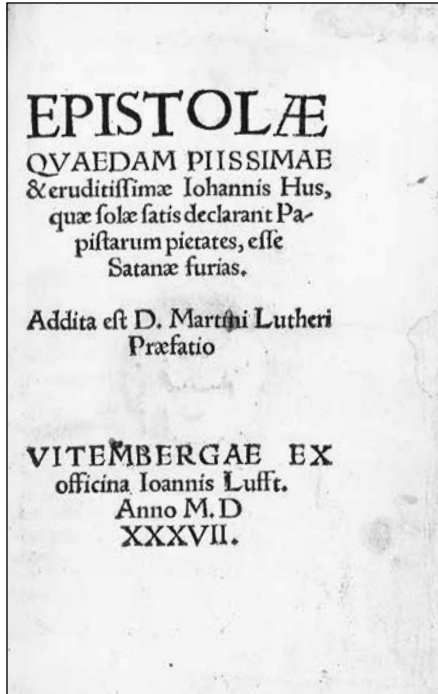 EPISTOLÆ
QVAEDAM PIISSIMAE
& eruditiſſimæ Iohannis Hus,
quæ ſolæ ſatis declarant Pa-
piſtarum pietates, eſſe
Satanæ furias.
Addita eſt D. Martini Lutheri
Præfatio
VITEMBERGAE EX
officina Ioannis Lufft.
Anno M. D
XXXVII.